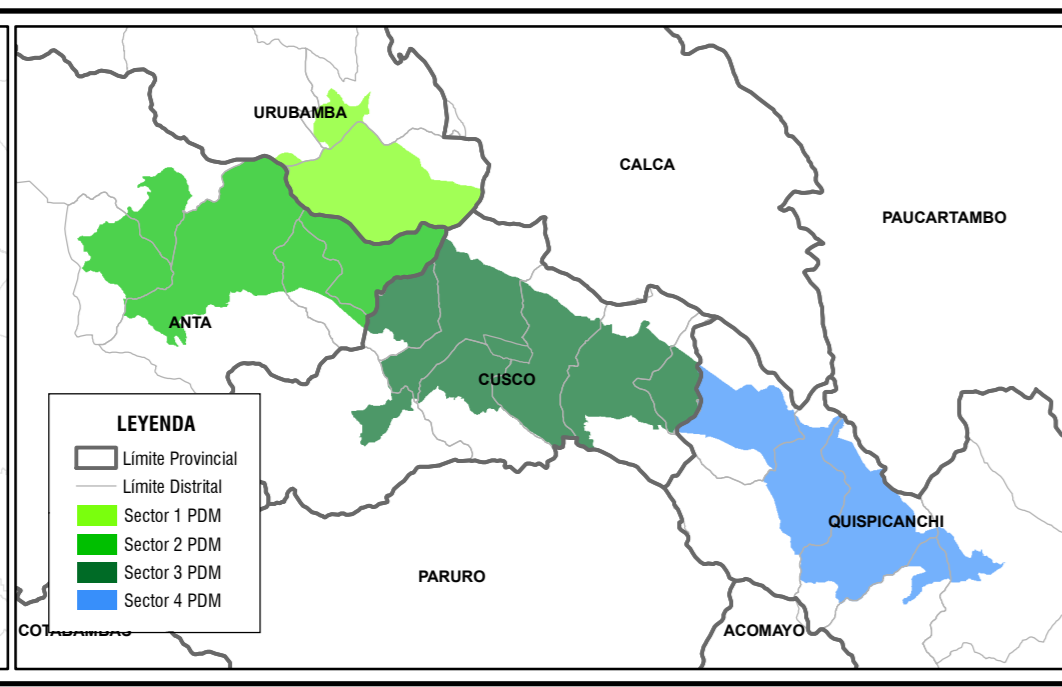 URUBAMBA
CALCA
PAUCARTAMBO
ANTA
CUSCO
LEYENDA
Límite Provincial
Límite Distrital
Sector 1 PDM
Sector 2 PDM
Sector 3 PDM
Sector 4 PDM
QUISPICANCHI
PARURO
COTABAMBAS
ACOMAYO